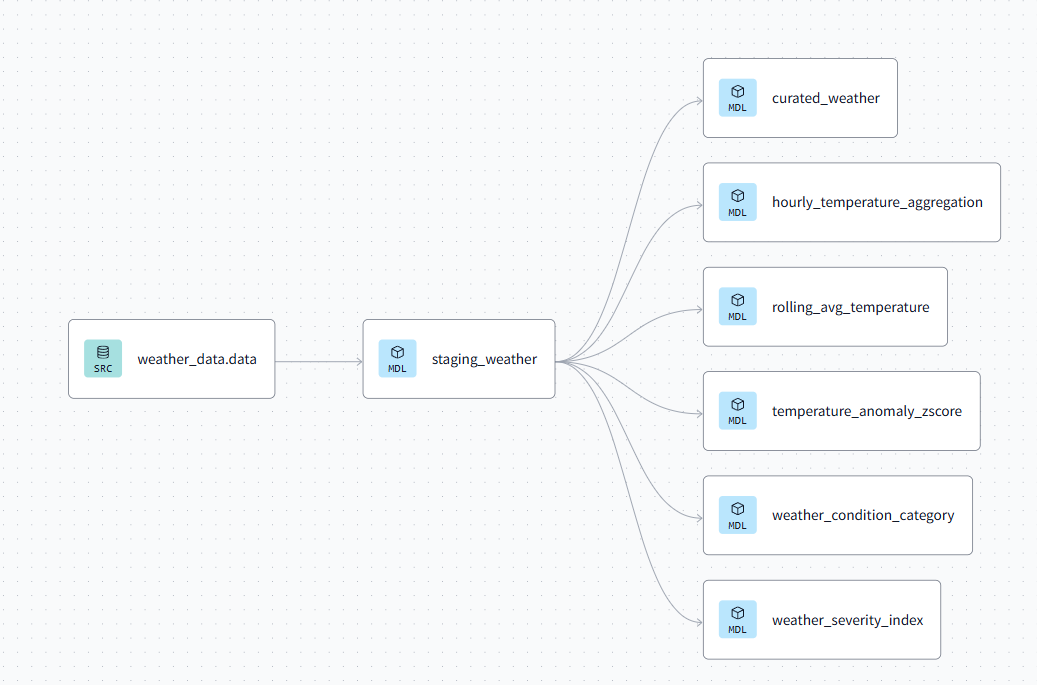 SRC
weather_data.data
MDL
staging_weather
MDL
curated_weather
MDL
hourly_temperature_aggregation
MDL
rolling_avg_temperature
MDL
temperature_anomaly_zscore
MDL
weather_condition_category
MDL
weather_severity_index